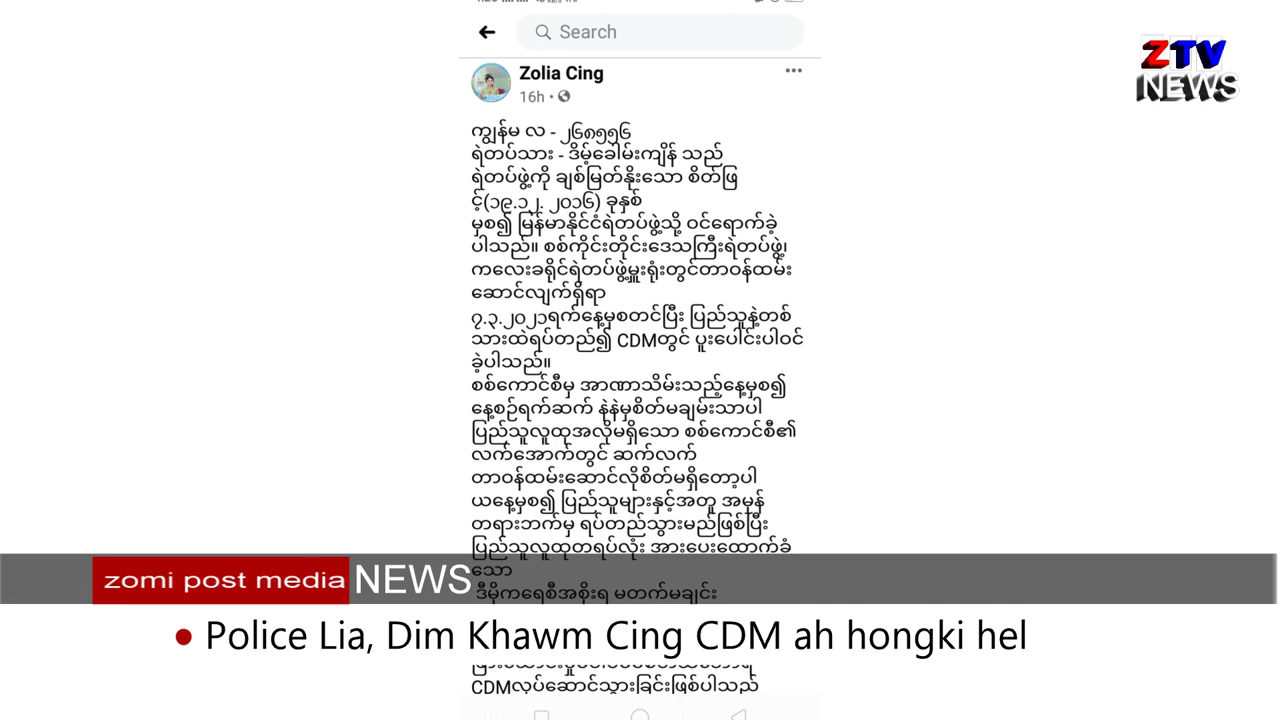 Search
Zolia Cing
16h
ကျွန်မ လ - ၂၆၈၅၅၆
ရဲတပ်သား - ဒိမ့်ခေါမ်းကျိန် သည်
ရဲတပ်ဖွဲ့ကို ချစ်မြတ်နိုးသော စိတ်ဖြ
င့်(၁၉.၁၂. ၂၀၁၆) ခုနှစ်
မှစ၍ မြန်မာနိုင်ငံရဲတပ်ဖွဲ့သို့ ဝင်ရောက်ခဲ့
ပါသည်။ စစ်ကိုင်းတိုင်းဒေသကြီးရဲတပ်ဖွဲ့၊
ကလေးခရိုင်ရဲတပ်ဖွဲ့မှူးရုံးတွင်တာဝန်ထမ်း
ဆောင်လျက်ရှိရာ
၇.၃.၂၀၂၁ရက်နေ့မှစတင်ပြီး ပြည်သူနဲ့တစ်
သားထဲရပ်တည်၍ CDMတွင် ပူးပေါင်းပါဝင်
ခဲ့ပါသည်။
စစ်ကောင်စီမှ အာဏာသိမ်းသည့်နေ့မှစ၍
နေ့စဉ်ရက်ဆက် နဲနဲမှစိတ်မချမ်းသာပါ
ပြည်သူလူထုအလိုမရှိသော စစ်ကောင်စီ၏
လက်အောက်တွင် ဆက်လက်
တာဝန်ထမ်းဆောင်လိုစိတ်မရှိတော့ပါ
ယနေ့မှစ၍ ပြည်သူများနှင့်အတူ အမှန်
တရားဘက်မှ ရပ်တည်သွားမည်ဖြစ်ပြီး
ပြည်သူလူထုတရပ်လုံး အားပေးထောက်ခံ
သော
ဒီမိုကရေစီအစိုးရ မတက်မချင်း
CDMလုပ်ဆောင်သွားခြင်းဖြစ်ပါသည်
ZTV
NEWS
zomi post media NEWS
Police Lia, Dim Khawm Cing CDM ah hongki hel